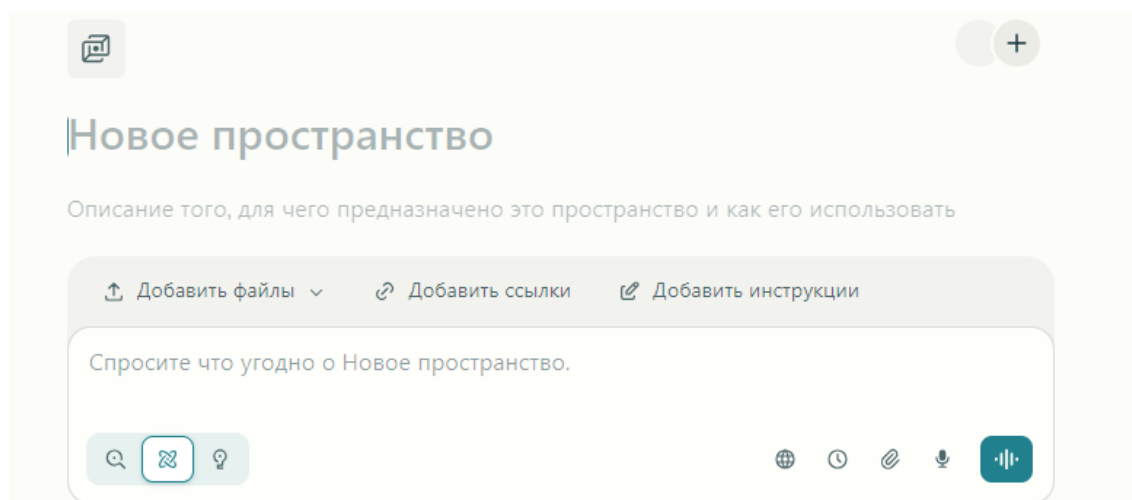 Новое пространство
Описание того, для чего предназначено это пространство и как его использовать
Добавить файлы Добавить ссылки Добавить инструкции
Спросите что угодно о Новое пространство.